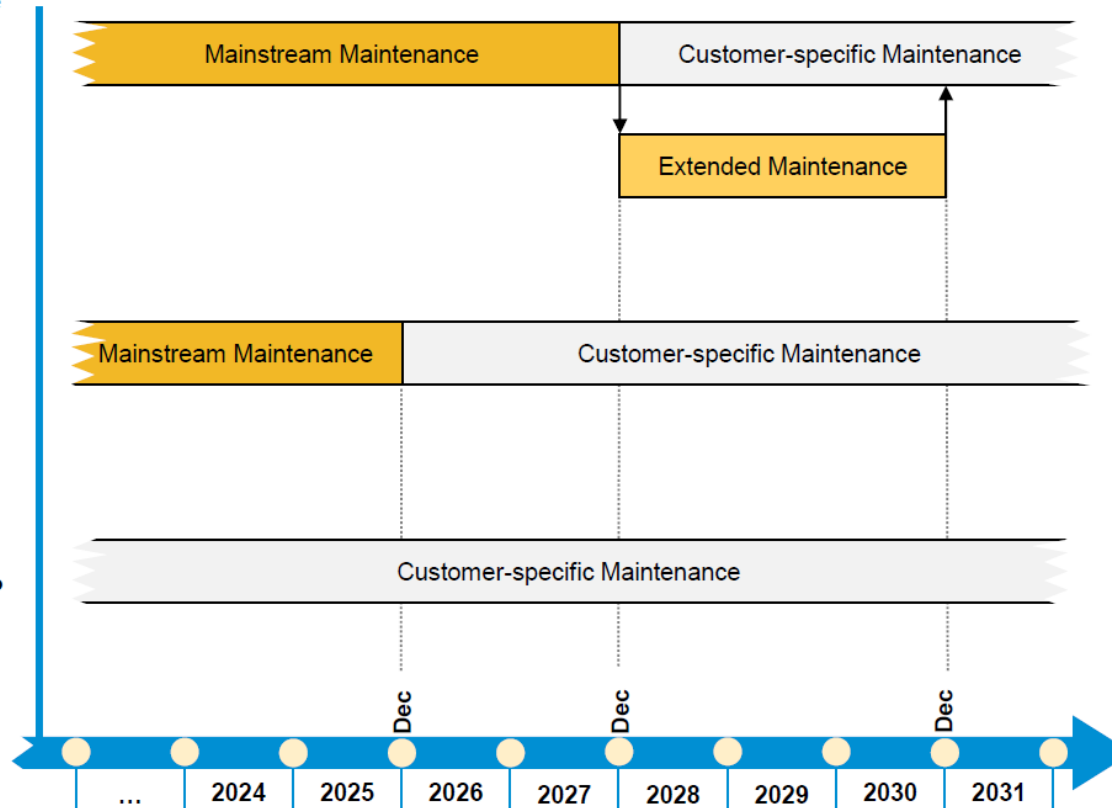 Mainstream Maintenance
Customer-specific Maintenance
Extended Maintenance
Mainstream Maintenance
Customer-specific Maintenance
Customer-specific Maintenance
Dec
Dec
Dec
...
2024
2025
2026
2027
2028
2029
2030
2031